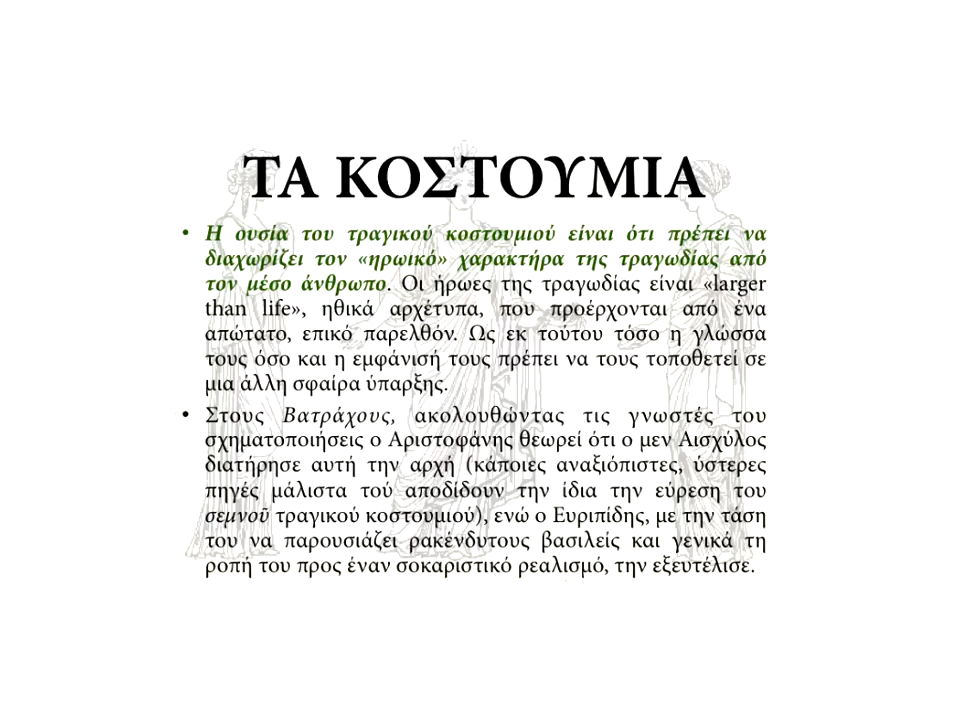 ΤΑ ΚΟΣΤΟΥΜΙΑ
• Η ουσία του τραγικού κοστουμιού είναι ότι πρέπει να
διαχωρίζει τον «ηρωικό» χαρακτήρα της τραγωδίας από
τον μέσο άνθρωπο. Οι ήρωες της τραγωδίας είναι «larger
than life», ηθικά αρχέτυπα, που προέρχονται από ένα
απώτατο, επικό παρελθόν. Ως εκ τούτου τόσο η γλώσσα
τους όσο και η εμφάνισή τους πρέπει να τους τοποθετεί σε
μια άλλη σφαίρα ύπαρξης.
• Στους Βατράχους, ακολουθώντας τις γνωστές του
σχηματοποιήσεις ο Αριστοφάνης θεωρεί ότι ο μεν Αισχύλος
διατήρησε αυτή την αρχή (κάποιες αναξιόπιστες, ύστερες
πηγές μάλιστα τού αποδίδουν την ίδια την εύρεση του
σεμνοῦ τραγικού κοστουμιού), ενώ ο Ευριπίδης, με την τάση
του να παρουσιάζει ρακένδυτους βασιλείς και γενικά τη
ροπή του προς έναν σοκαριστικό ρεαλισμό, την εξευτέλισε.